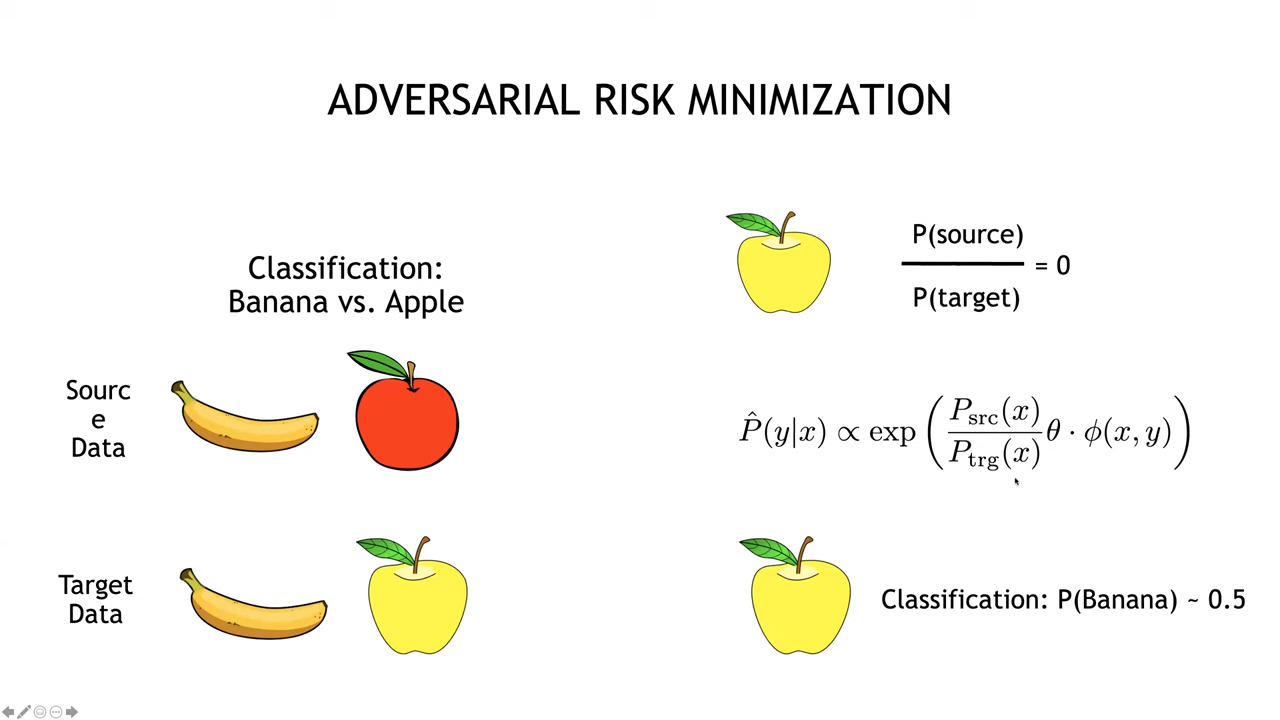 ADVERSARIAL RISK MINIMIZATION
Classification:
Banana vs. Apple
Sourc
e
Data
Target
Data
P(source)
P(target)
= 0
P̂(y|x) ∝ exp ( P_src(x) / P_trg(x) θ · ϕ(x, y) )
Classification: P(Banana) ~ 0.5